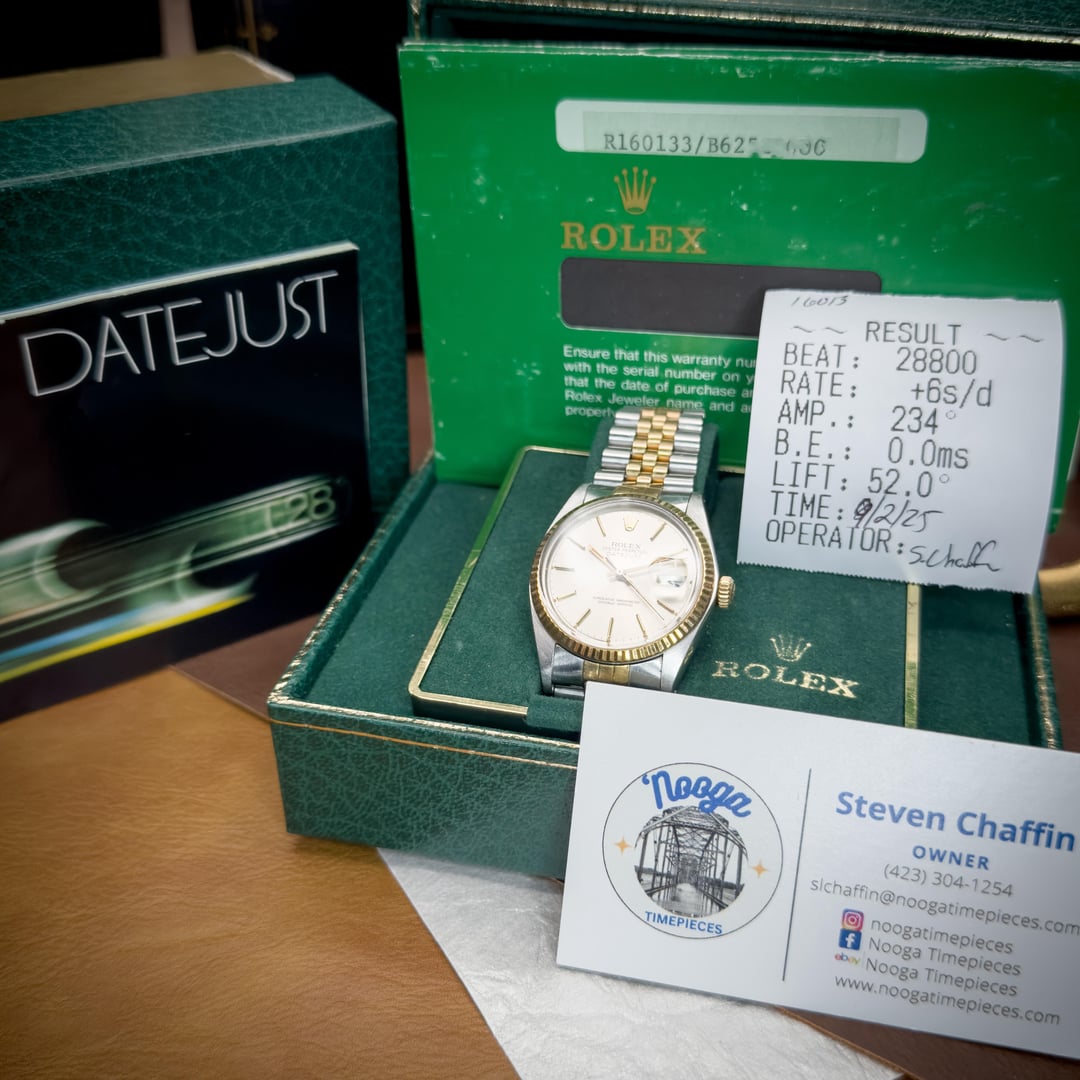 DATEJUST
L28
R160133/B62
ROLEX
Ensure that this warranty
with the serial number on
that the date of purchase
Rolex Jeweler name and
properly
16013
~ ~ RESULT ~ ~
BEAT: 28800
RATE: +6s/d
AMP.: 234°
B.E.: 0.0ms
LIFT: 52.0°
TIME: 9/2/25
OPERATOR: S.Chaffin
ROLEX
ROLEX
'Nooga
TIMEPIECES
Steven Chaffin
OWNER
(423) 304-1254
slchaffin@noogatimepieces.com
noogatimepieces
Nooga Timepieces
ebay Nooga Timepieces
www.noogatimepieces.com